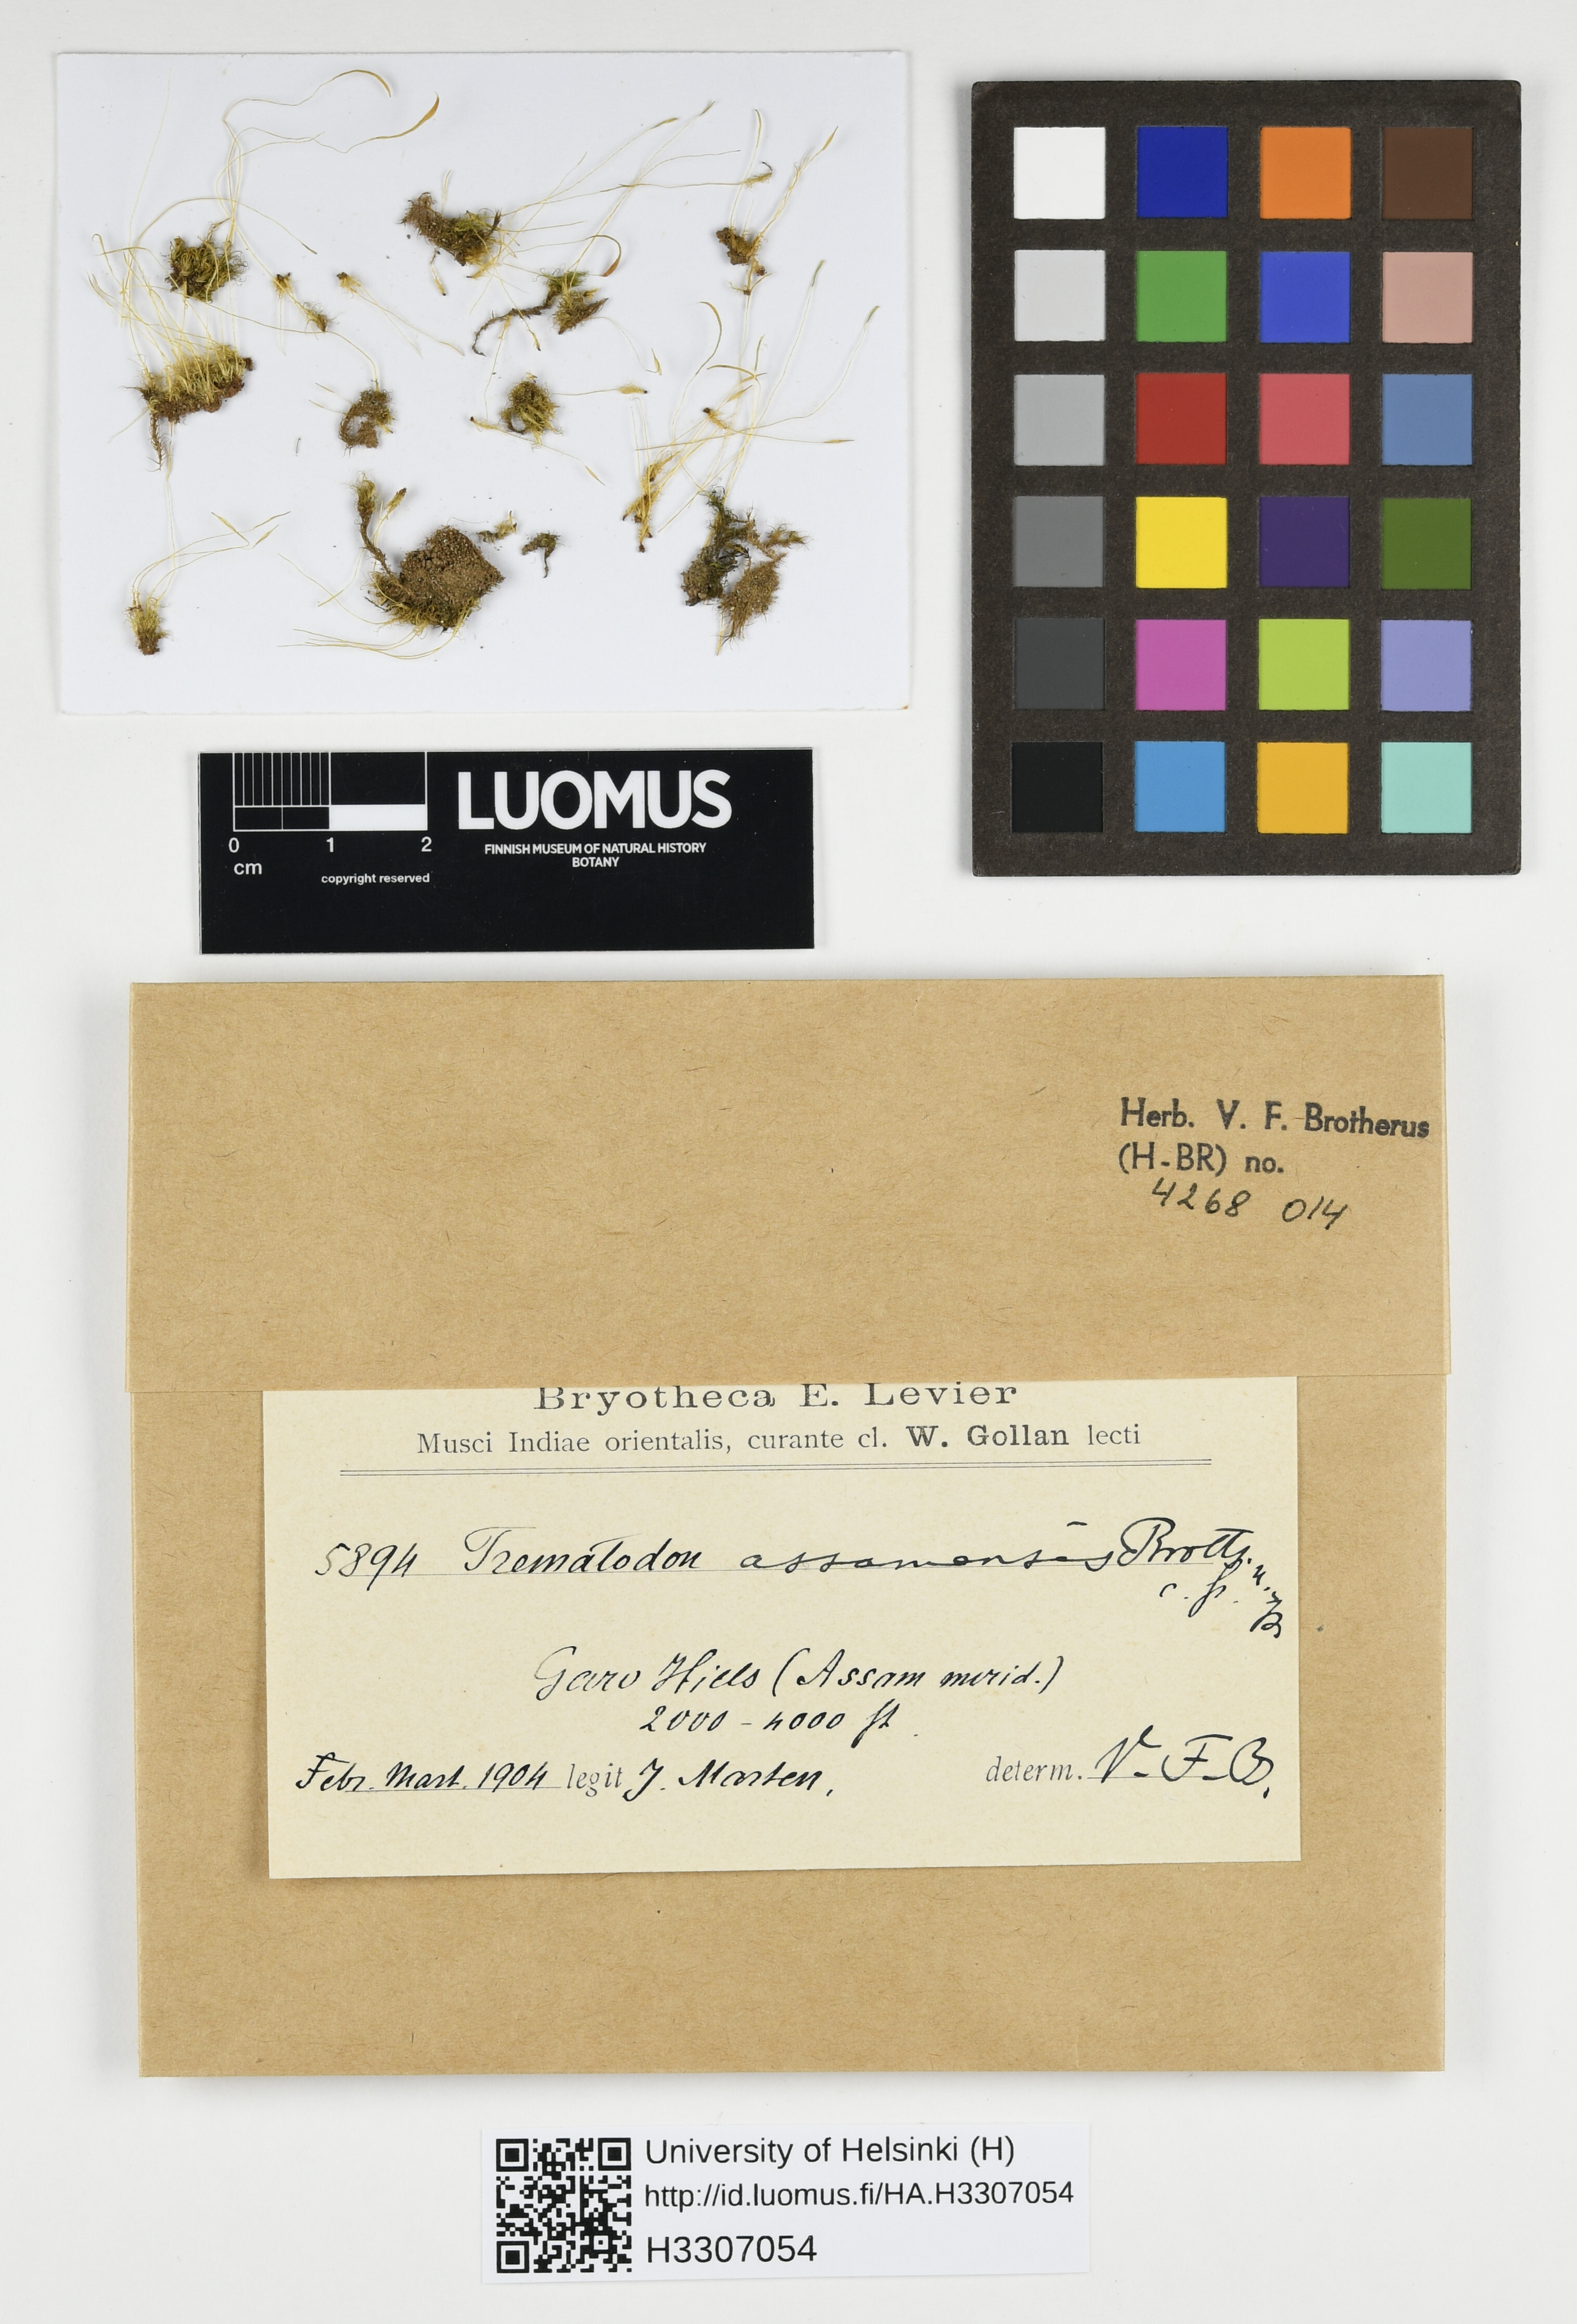 0 1 2
cm
copyright reserved
LUOMUS
FINNISH MUSEUM OF NATURAL HISTORY
BOTANY
Herb. V. F. Brotherus
(H-BR) no.
4268 014
Bryotheca E. Levier
Musci Indiae orientalis, curante cl. W. Gollan lecti
5894 Trematodon assamensis Broth.
c. fr.
Garo Hills (Assam merid.)
2000 - 4000 ft.
Febr. Mart. 1904 legit J. Marten,
determ. V. F. B.
University of Helsinki (H)
http://id.luomus.fi/HA.H3307054
H3307054